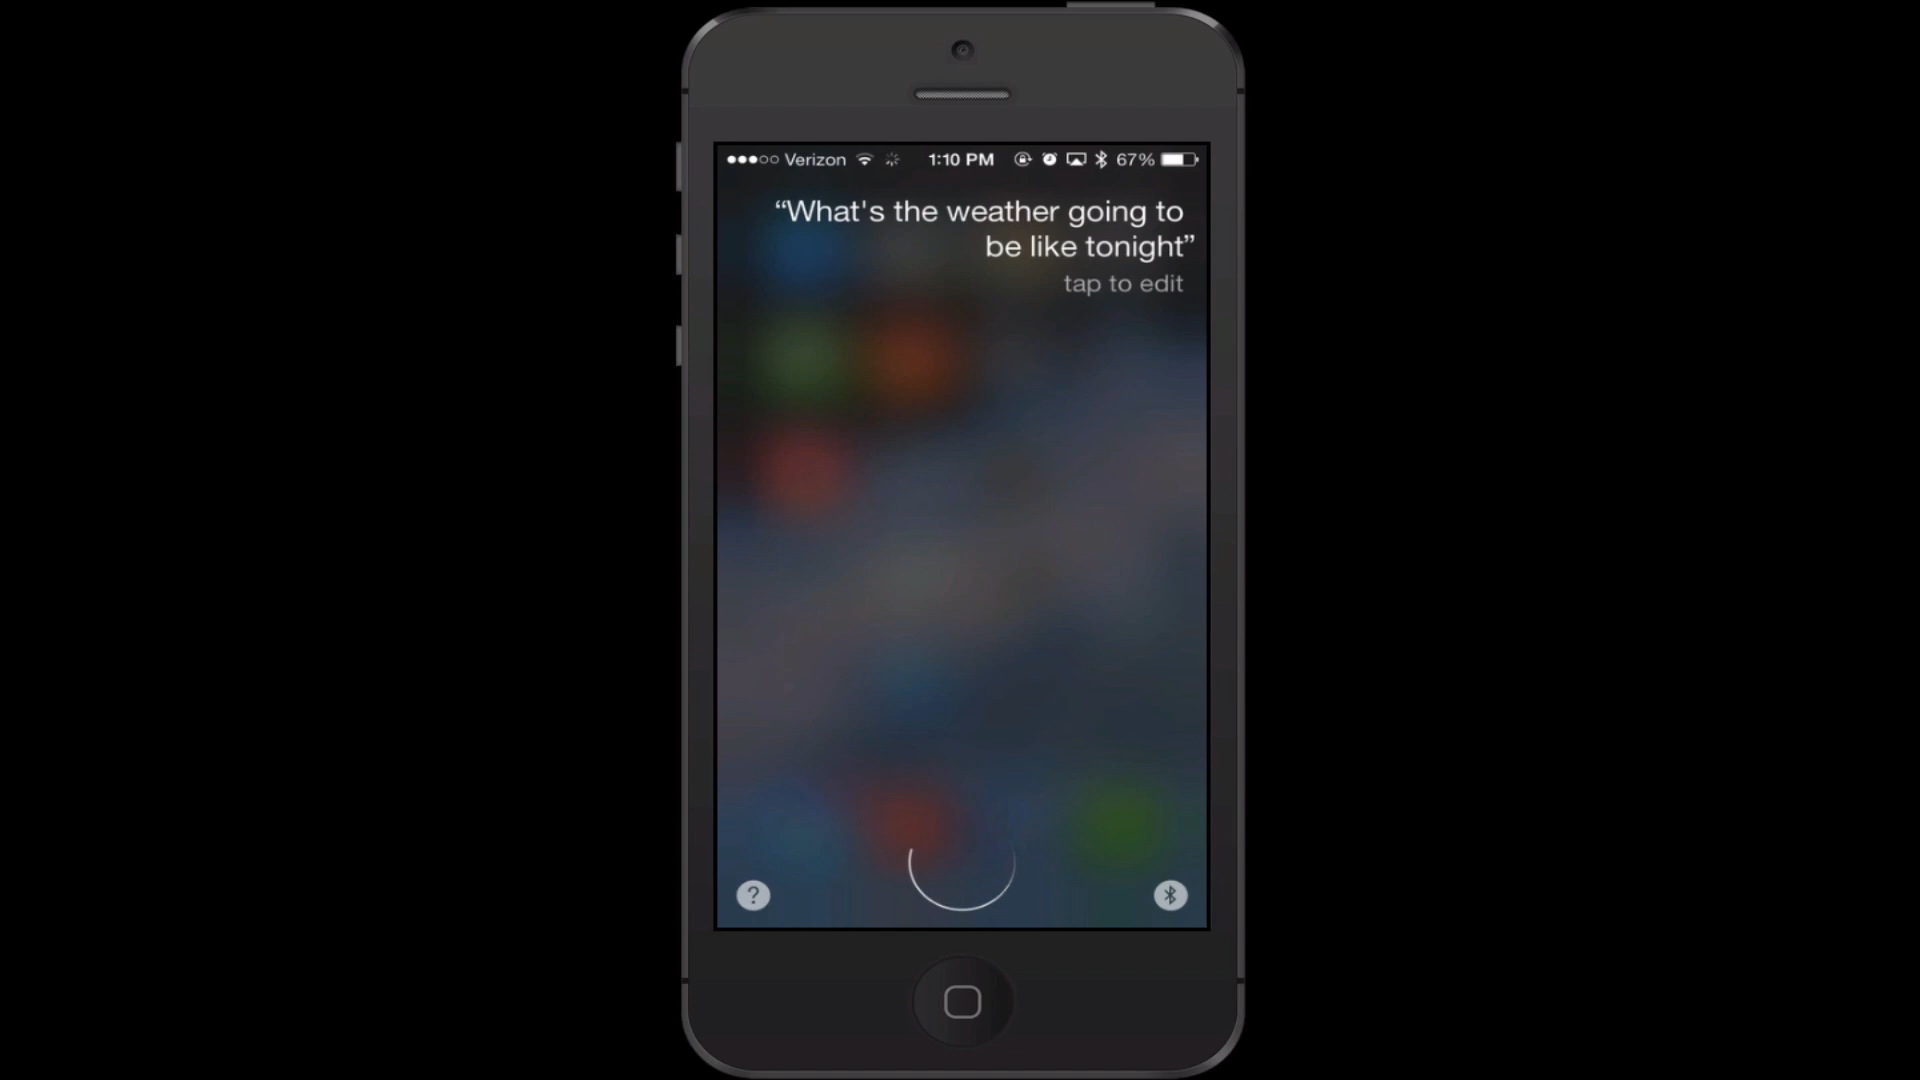 Verizon 1:10 PM 67%
“What's the weather going to
be like tonight”
tap to edit
?